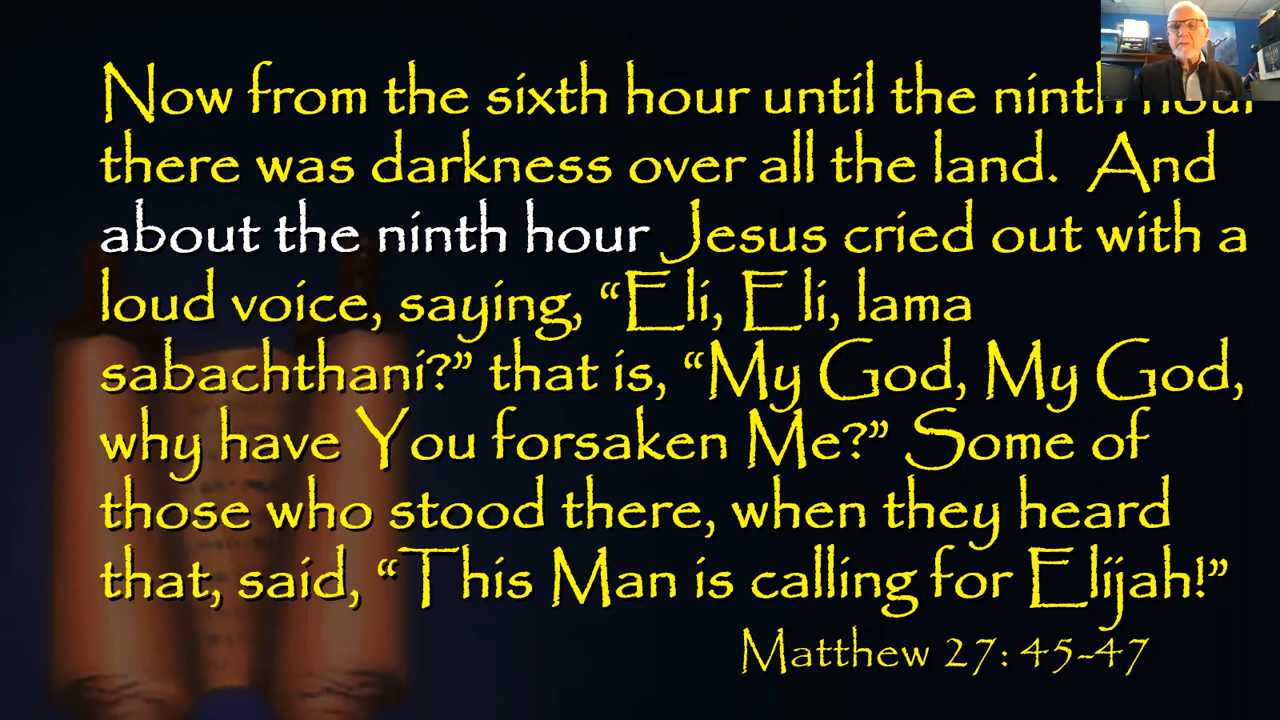 Now from the sixth hour until the ninth hour
there was darkness over all the land. And
about the ninth hour Jesus cried out with a
loud voice, saying, “Eli, Eli, lama
sabachthani?” that is, “My God, My God,
why have You forsaken Me?” Some of
those who stood there, when they heard
that, said, “This Man is calling for Elijah!”
Matthew 27: 45-47